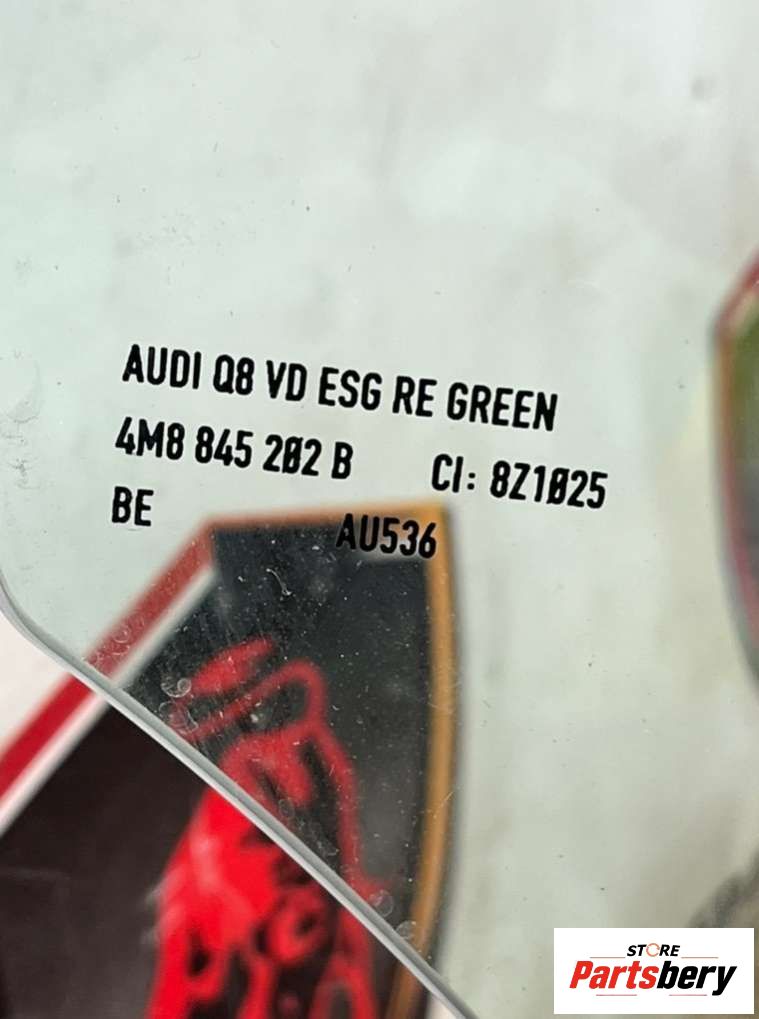 AUDI Q8 VD ESG RE GREEN
4M8 845 202 B CI: 8Z1025
BE AU536
STORE
Partsbery